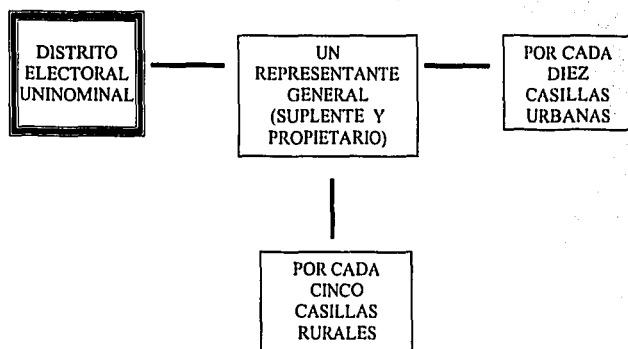 DISTRITO
ELECTORAL
UNINOMINAL
UN
REPRESENTANTE
GENERAL
(SUPLENTE Y
PROPIETARIO)
POR CADA
DIEZ
CASILLAS
URBANAS
POR CADA
CINCO
CASILLAS
RURALES